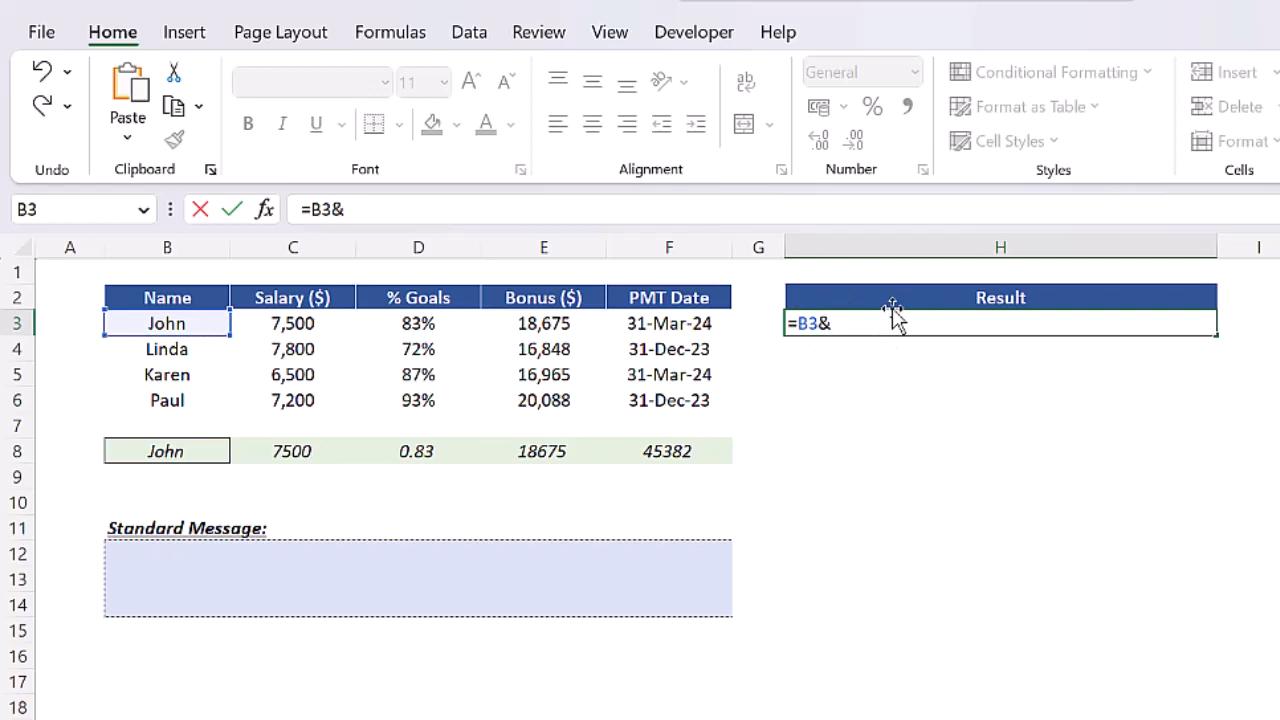 File Home Insert Page Layout Formulas Data Review View Developer Help
11 General Conditional Formatting Insert
Paste B I U % Format as Table Delete
Cell Styles Format
Undo Clipboard Font Alignment Number Styles Cells
B3 fx =B3&
A B C D E F G H I
1
2 Name Salary ($) % Goals Bonus ($) PMT Date Result
3 John 7,500 83% 18,675 31-Mar-24 =B3&
4 Linda 7,800 72% 16,848 31-Dec-23
5 Karen 6,500 87% 16,965 31-Mar-24
6 Paul 7,200 93% 20,088 31-Dec-23
7
8 John 7500 0.83 18675 45382
9
10
11 Standard Message:
12
13
14
15
16
17
18